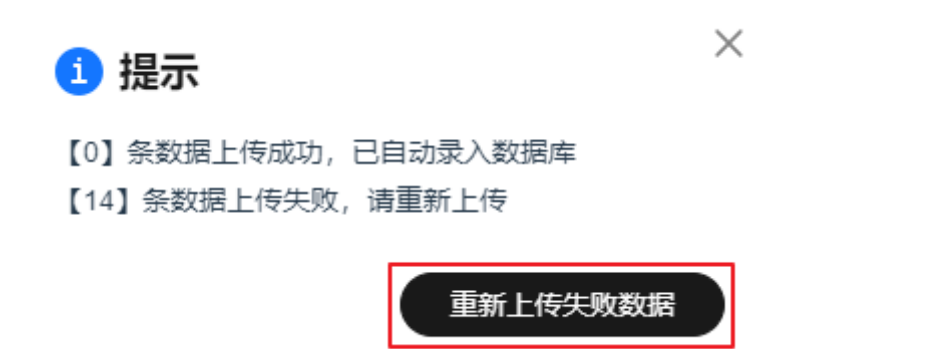 提示
【0】条数据上传成功，已自动录入数据库
【14】条数据上传失败，请重新上传
重新上传失败数据